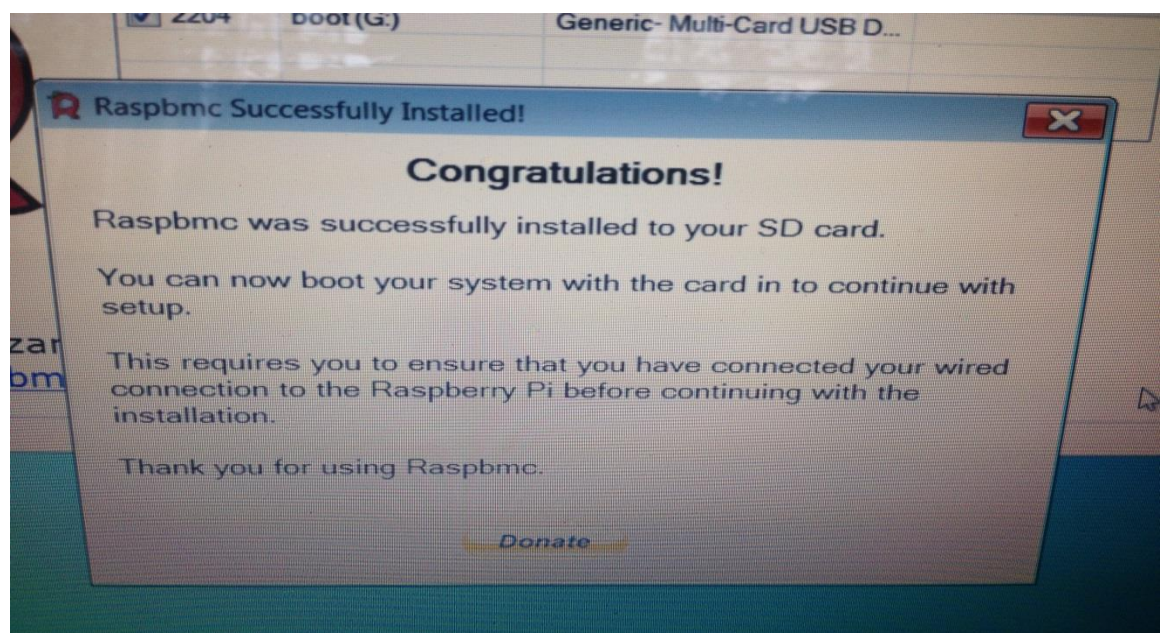 2204 boot (G:) Generic- Multi-Card USB D...
Raspbmc Successfully Installed!
Congratulations!
Raspbmc was successfully installed to your SD card.
You can now boot your system with the card in to continue with
setup.
This requires you to ensure that you have connected your wired
connection to the Raspberry Pi before continuing with the
installation.
Thank you for using Raspbmc.
Donate